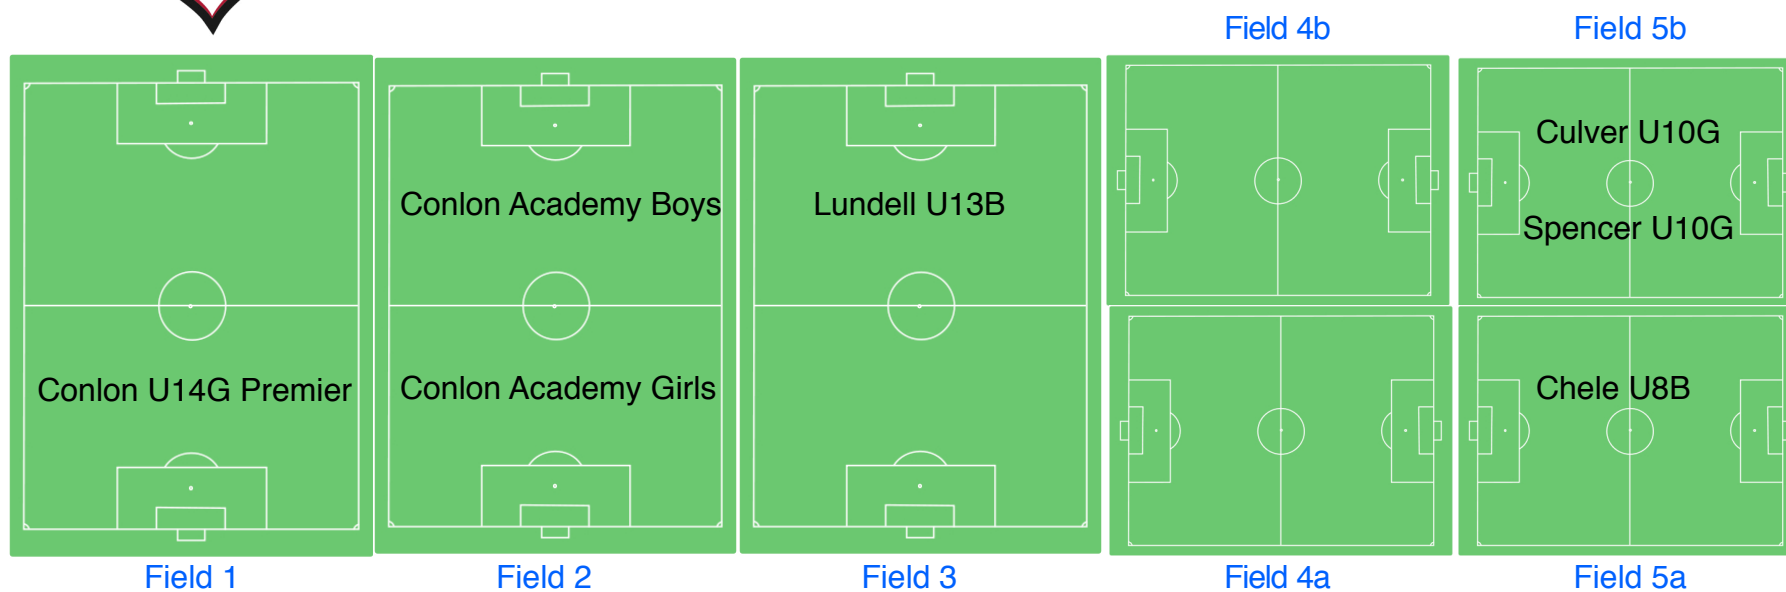 Field 4b
Field 5b
Culver U10G
Conlon Academy Boys
Lundell U13B
Spencer U10G
Conlon U14G Premier
Conlon Academy Girls
Chele U8B
Field 1
Field 2
Field 3
Field 4a
Field 5a